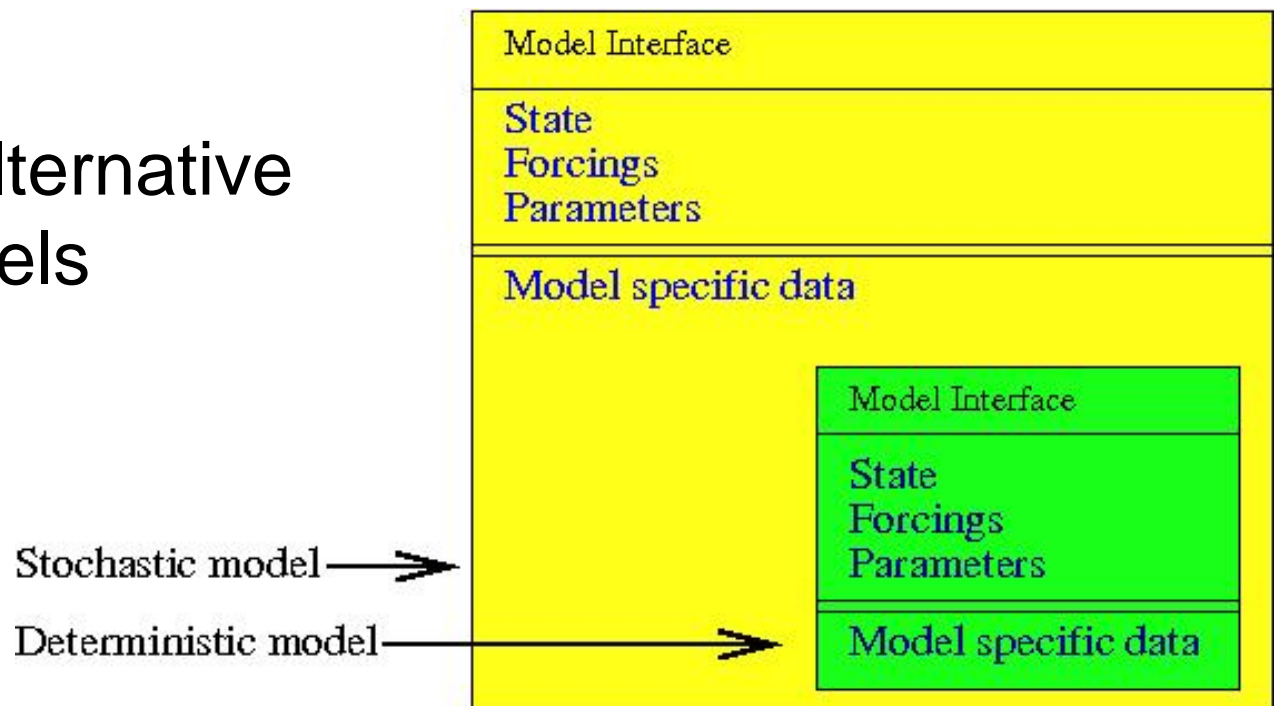 lternative
els
Model Interface
State
Forcings
Parameters
Model specific data
Model Interface
State
Forcings
Parameters
Model specific data
Stochastic model
Deterministic model